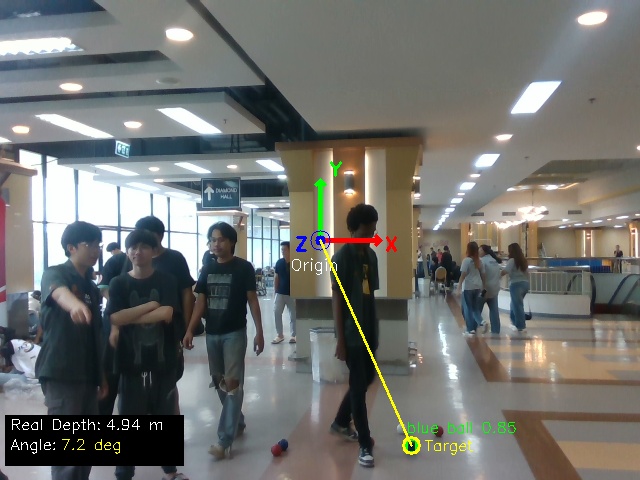 DIAMOND
HALL
Y
Z
X
Origin
blue ball 0.85
Target
Real Depth: 4.94 m
Angle: 7.2 deg